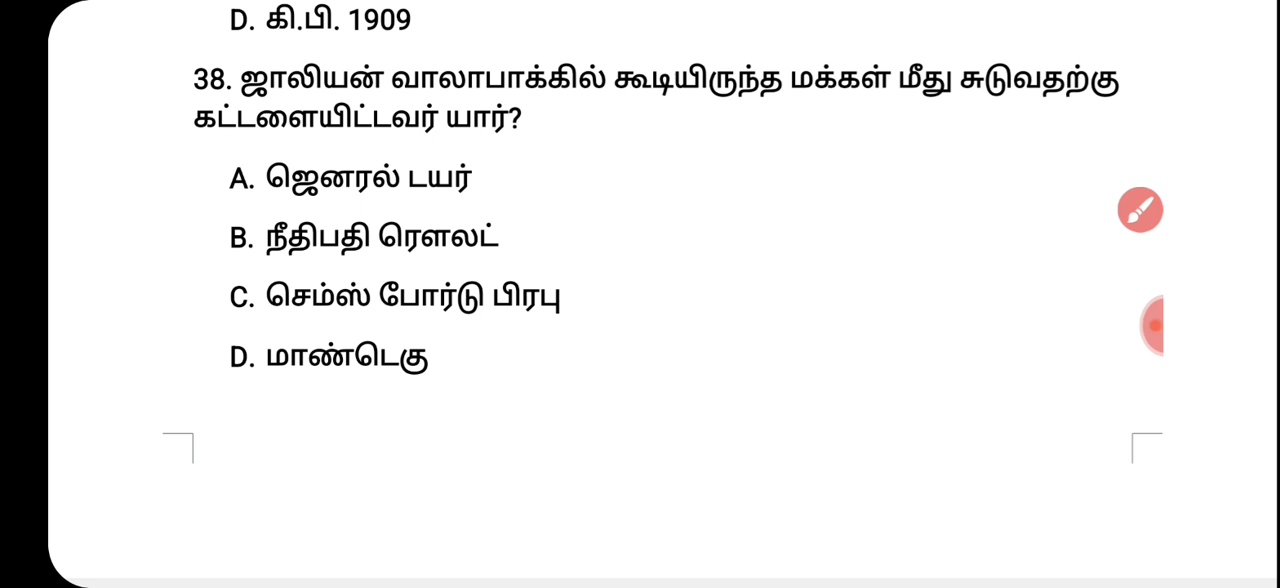 D. கி.பி. 1909
38. ஜாலியன் வாலாபாக்கில் கூடியிருந்த மக்கள் மீது சுடுவதற்கு
கட்டளையிட்டவர் யார்?
A. ஜெனரல் டயர்
B. நீதிபதி ரௌலட்
C. செம்ஸ் போர்டு பிரபு
D. மாண்டெகு